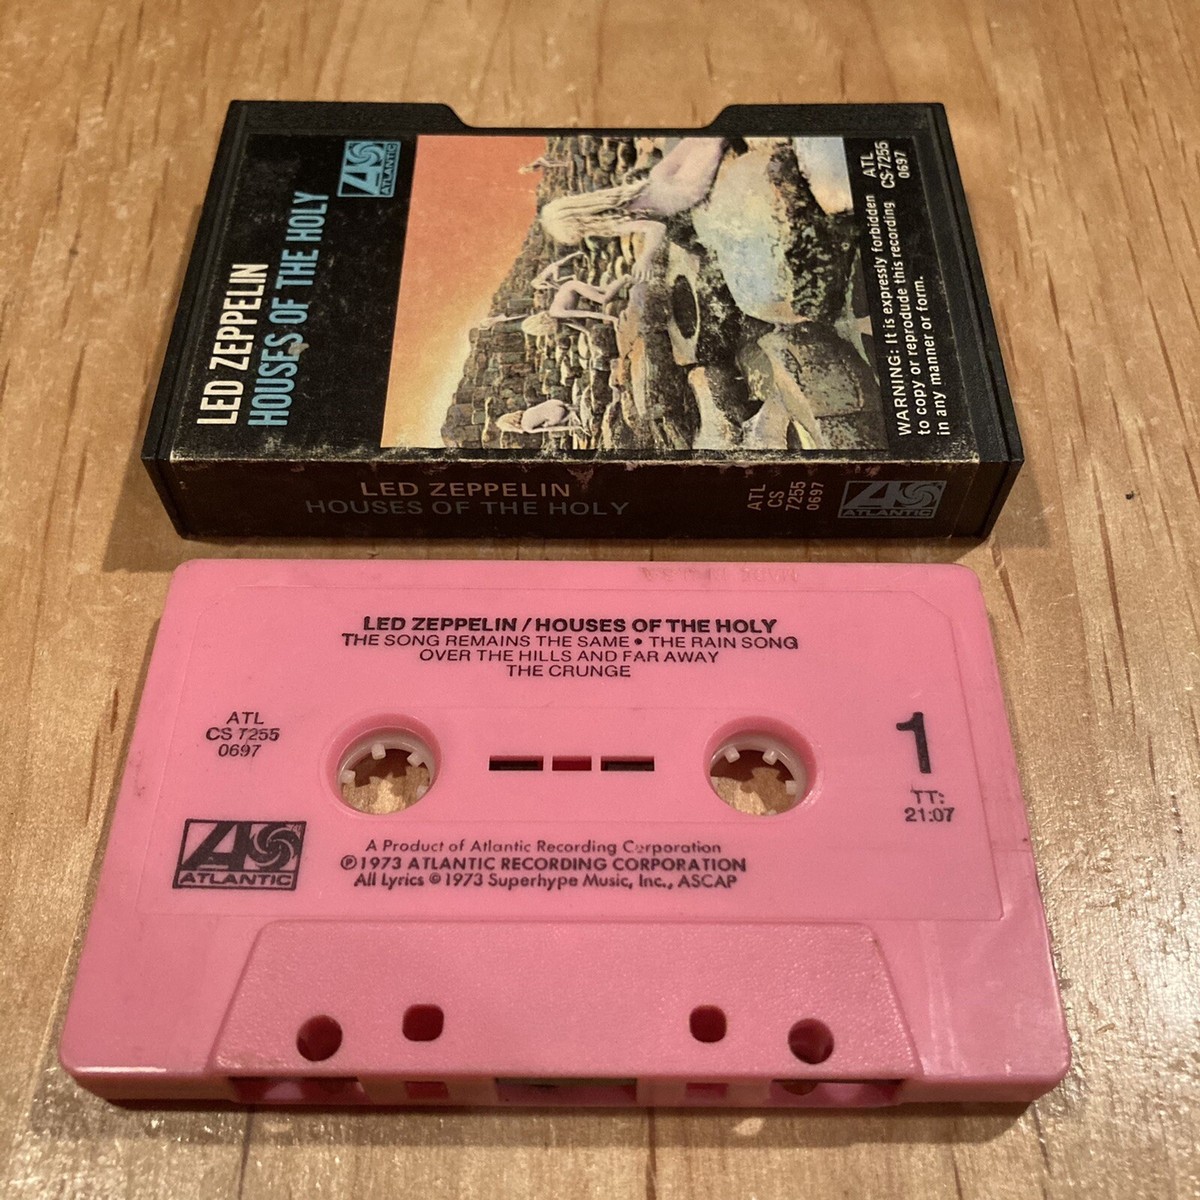 LED ZEPPELIN
HOUSES OF THE HOLY
ATLANTIC
ATL
CS-7255
0697
WARNING: It is expressly forbidden
to copy or reprodude this recording
in any manner or form.
LED ZEPPELIN
HOUSES OF THE HOLY
ATL
CS
7255
0697
ATLANTIC
MADE IN U.S.A
LED ZEPPELIN / HOUSES OF THE HOLY
THE SONG REMAINS THE SAME • THE RAIN SONG
OVER THE HILLS AND FAR AWAY
THE CRUNGE
ATL
CS 7255
0697
1
TT:
21:07
ATLANTIC
A Product of Atlantic Recording Corporation
℗1973 ATLANTIC RECORDING CORPORATION
All Lyrics ©1973 Superhype Music, Inc., ASCAP